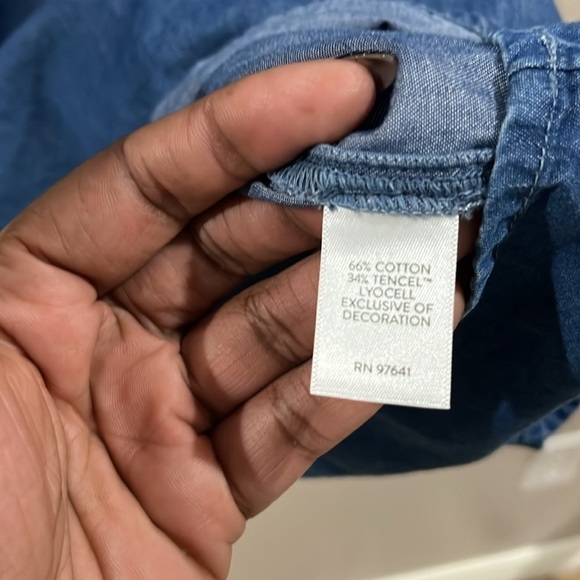 66% COTTON
34% TENCEL™
LYOCELL
EXCLUSIVE OF
DECORATION
RN 97641